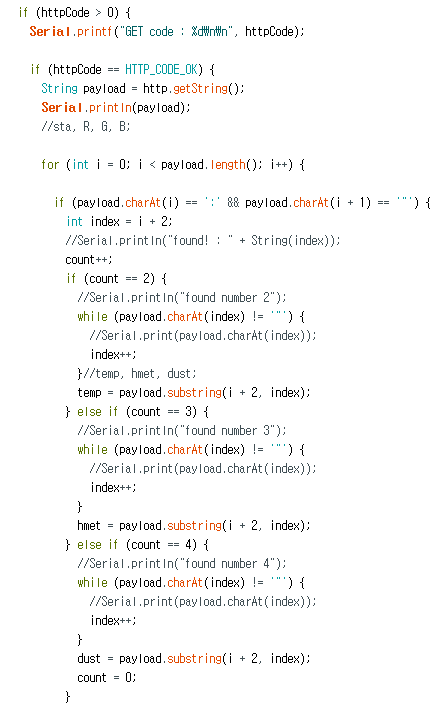 if (httpCode > 0) {
Serial.printf("GET code : %d₩n₩n", httpCode);
if (httpCode == HTTP_CODE_OK) {
String payload = http.getString();
Serial.println(payload);
//sta, R, G, B;
for (int i = 0; i < payload.length(); i++) {
if (payload.charAt(i) == ':' && payload.charAt(i + 1) == '"') {
int index = i + 2;
//Serial.println("found! : " + String(index));
count++;
if (count == 2) {
//Serial.println("found number 2");
while (payload.charAt(index) != '"') {
//Serial.print(payload.charAt(index));
index++;
}//temp, hmet, dust;
temp = payload.substring(i + 2, index);
} else if (count == 3) {
//Serial.println("found number 3");
while (payload.charAt(index) != '"') {
//Serial.print(payload.charAt(index));
index++;
}
hmet = payload.substring(i + 2, index);
} else if (count == 4) {
//Serial.println("found number 4");
while (payload.charAt(index) != '"') {
//Serial.print(payload.charAt(index));
index++;
}
dust = payload.substring(i + 2, index);
count = 0;
}